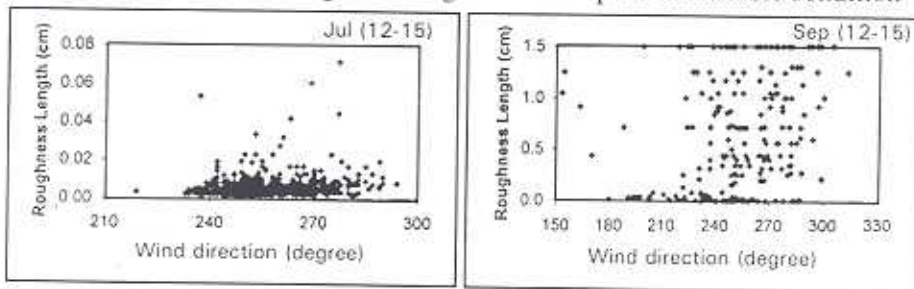 Jul (12-15)
Roughness Length (cm)
0.08
0.06
0.04
0.02
0.00
210 240 270 300
Wind direction (degree)
Sep (12-15)
Roughness Length (cm)
1.5
1.0
0.5
0.0
150 180 210 240 270 300 330
Wind direction (degree)